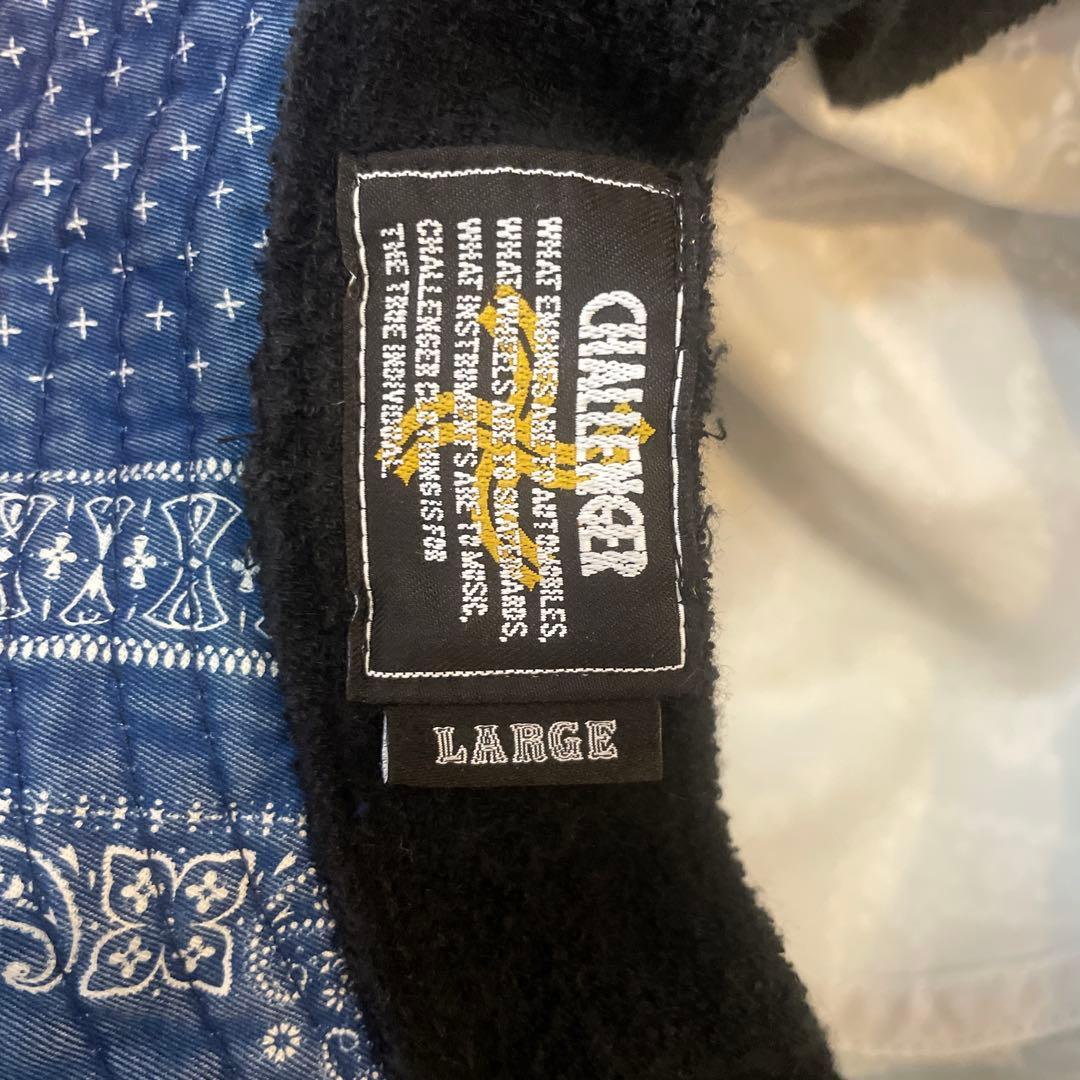 CHALLENGER
WHAT ENGINES ARE TO AUTOMOBILES.
WHAT WHEELS ARE TO SKATEBOARDS.
WHAT INSTRUMENTS ARE TO MUSIC.
CHALLENGER CLOTHING IS FOR
THE TRUE INDIVIDUAL.
LARGE